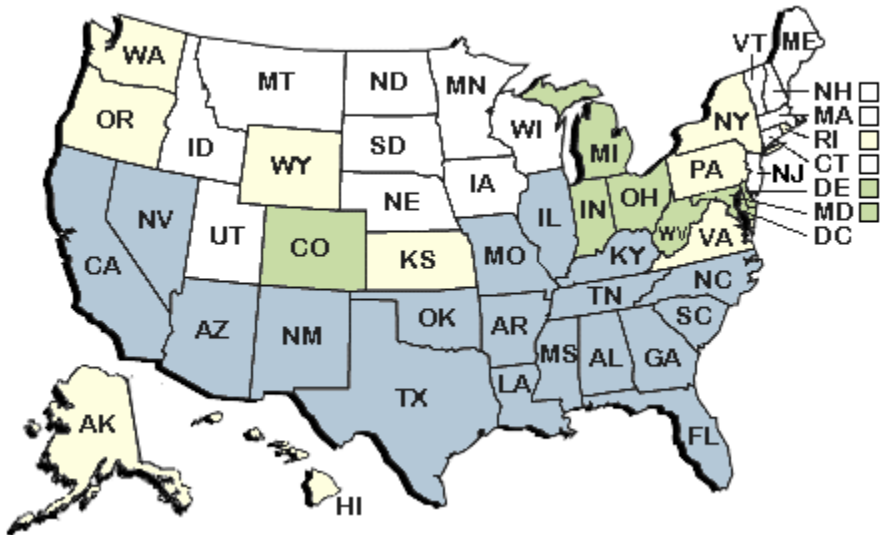 WA
MT
ND
MN
VT
ME
OR
ID
SD
WI
MI
NY
NH
MA
RI
CT
WY
IA
PA
NJ
NE
DE
NV
UT
CO
IL
IN
OH
MD
WV
VA
DC
CA
KS
MO
KY
NC
AZ
NM
OK
AR
TN
SC
MS
AL
GA
TX
LA
AK
FL
HI